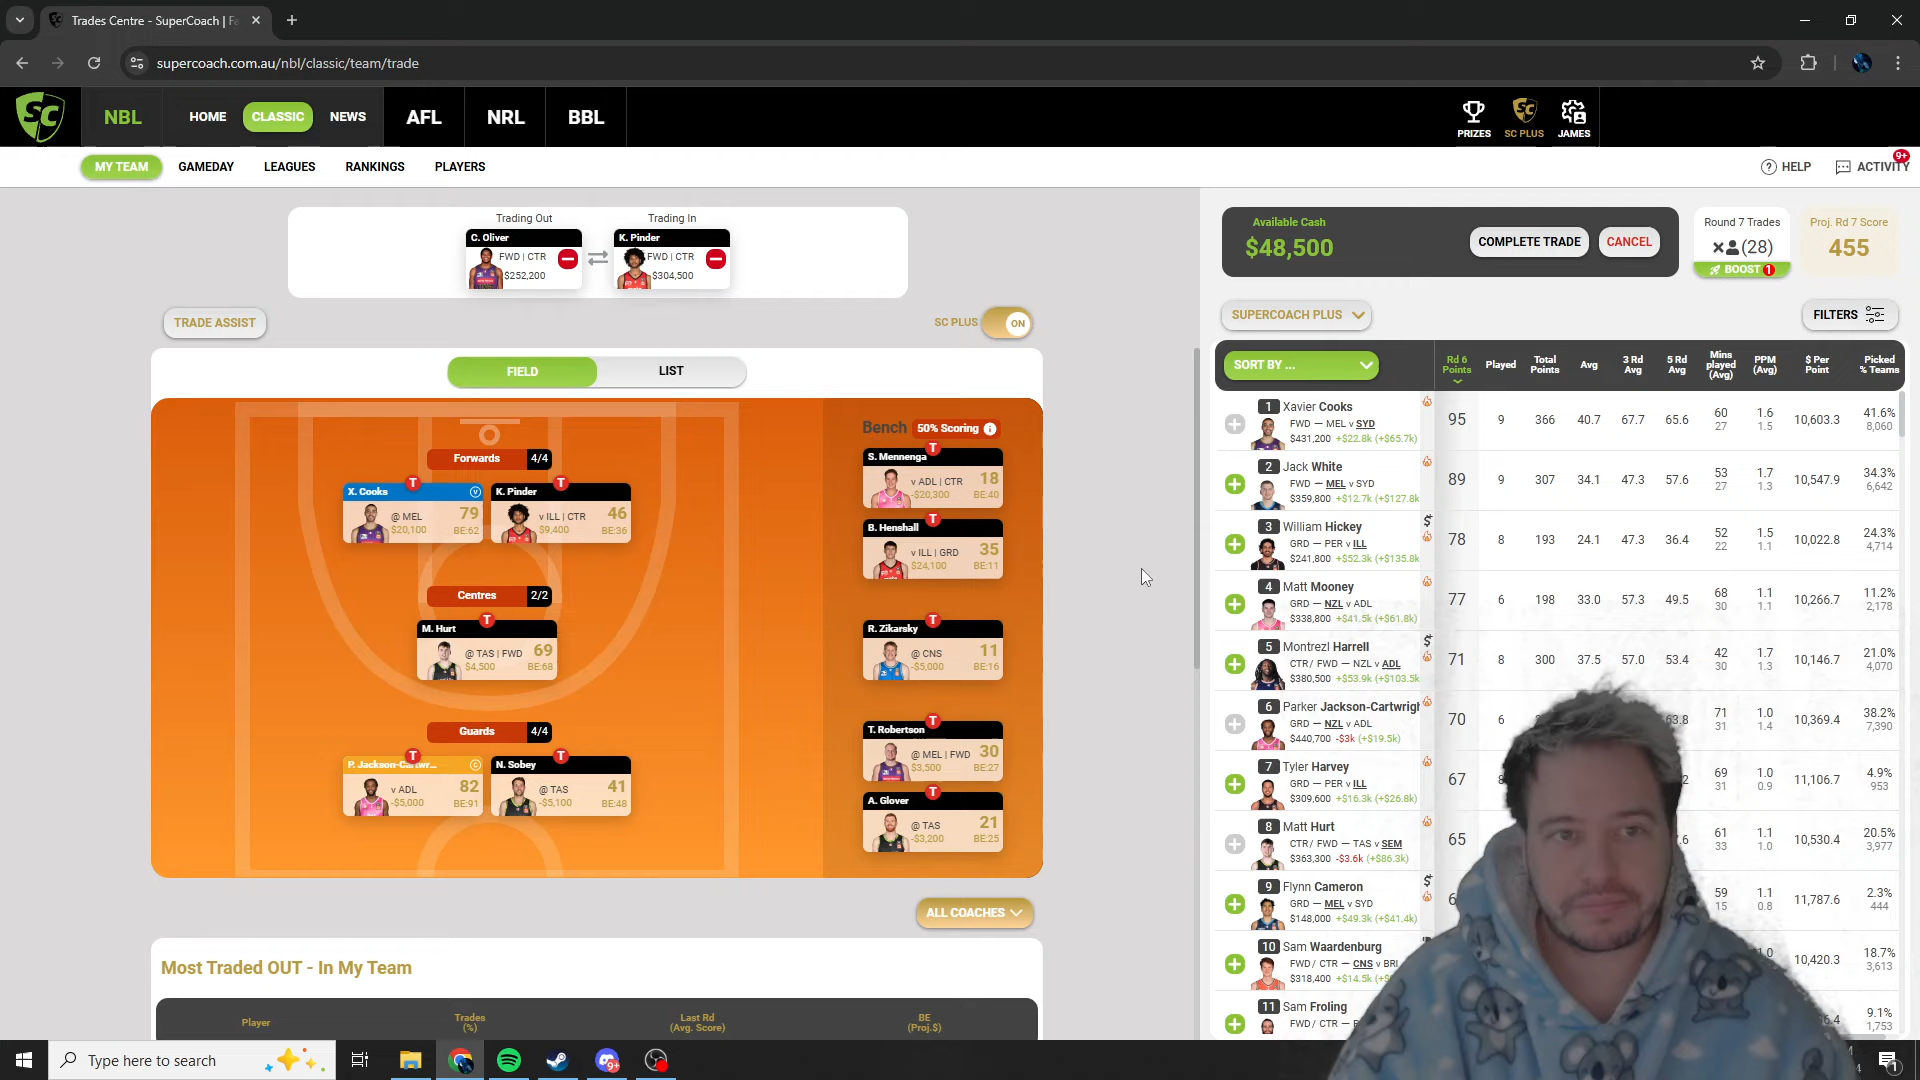 Trades Centre - SuperCoach | Fa
supercoach.com.au/nbl/classic/team/trade
SC
NBL
HOME
CLASSIC
NEWS
AFL
NRL
BBL
PRIZES
SC PLUS
JAMES
MY TEAM
GAMEDAY
LEAGUES
RANKINGS
PLAYERS
HELP
ACTIVITY
9+
Trading Out
Trading In
C. Oliver
FWD | CTR
$252,200
K. Pinder
FWD | CTR
$304,500
Available Cash
$48,500
COMPLETE TRADE
CANCEL
Round 7 Trades
(28)
BOOST 1
Proj. Rd 7 Score
455
TRADE ASSIST
SC PLUS
ON
SUPERCOACH PLUS
FILTERS
FIELD
LIST
Forwards 4/4
X. Cooks
V
@ MEL
79
$20,100
BE:62
T
K. Pinder
v ILL | CTR
46
$9,400
BE:36
T
Centres 2/2
M. Hurt
@ TAS | FWD
69
$4,500
BE:68
T
Guards 4/4
P. Jackson-Cartwr...
C
v ADL
82
-$5,000
BE:91
T
N. Sobey
@ TAS
41
-$5,100
BE:48
T
Bench
50% Scoring
S. Mennenga
v ADL | CTR
18
-$20,300
BE:40
T
B. Henshall
v ILL | GRD
35
$24,100
BE:11
T
R. Zikarsky
@ CNS
11
-$5,000
BE:16
T
T. Robertson
@ MEL | FWD
30
$3,500
BE:27
T
A. Glover
@ TAS
21
-$3,200
BE:25
T
ALL COACHES
Most Traded OUT - In My Team
Player
Trades
(%)
Last Rd
(Avg. Score)
BE
(Proj.$)
SORT BY ...
Rd 6
Points
Played
Total
Points
Avg
3 Rd
Avg
5 Rd
Avg
Mins
played
(Avg)
PPM
(Avg)
$ Per
Point
Picked
% Teams
1 Xavier Cooks
FWD — MEL v SYD
$431,200 +$22.8k (+$65.7k)
95 9 366 40.7 67.7 65.6 60 1.6 10,603.3 41.6%
27 1.5 8,060
2 Jack White
FWD — MEL v SYD
$359,800 +$12.7k (+$127.8k
89 9 307 34.1 47.3 57.6 53 1.7 10,547.9 34.3%
27 1.3 6,642
3 William Hickey
GRD — PER v ILL
$241,800 +$52.3k (+$135.8k
78 8 193 24.1 47.3 36.4 52 1.5 10,022.8 24.3%
22 1.1 4,714
4 Matt Mooney
GRD — NZL v ADL
$338,800 +$41.5k (+$61.8k)
77 6 198 33.0 57.3 49.5 68 1.1 10,266.7 11.2%
30 1.1 2,178
5 Montrezl Harrell
CTR/ FWD — NZL v ADL
$380,500 +$53.9k (+$103.5k
71 8 300 37.5 57.0 53.4 42 1.7 10,146.7 21.0%
30 1.3 4,070
6 Parker Jackson-Cartwrigh
GRD — NZL v ADL
$440,700 -$3k (+$19.5k)
70 6 63.8 71 1.0 10,369.4 38.2%
31 1.4 7,390
7 Tyler Harvey
GRD — PER v ILL
$309,600 +$16.3k (+$26.8k)
67 69 1.0 11,106.7 4.9%
31 0.9 953
8 Matt Hurt
CTR/ FWD — TAS v SEM
$363,300 -$3.6k (+$86.3k)
65 61 1.1 10,530.4 20.5%
33 1.0 3,977
9 Flynn Cameron
GRD — MEL v SYD
$148,000 +$49.3k (+$41.4k)
59 1.1 11,787.6 2.3%
15 0.8 444
10 Sam Waardenburg
FWD/ CTR — CNS v BRI
$318,400 +$14.5k
10,420.3 18.7%
3,613
11 Sam Froling
FWD/ CTR
9.1%
1,753
Type here to search
9+
1